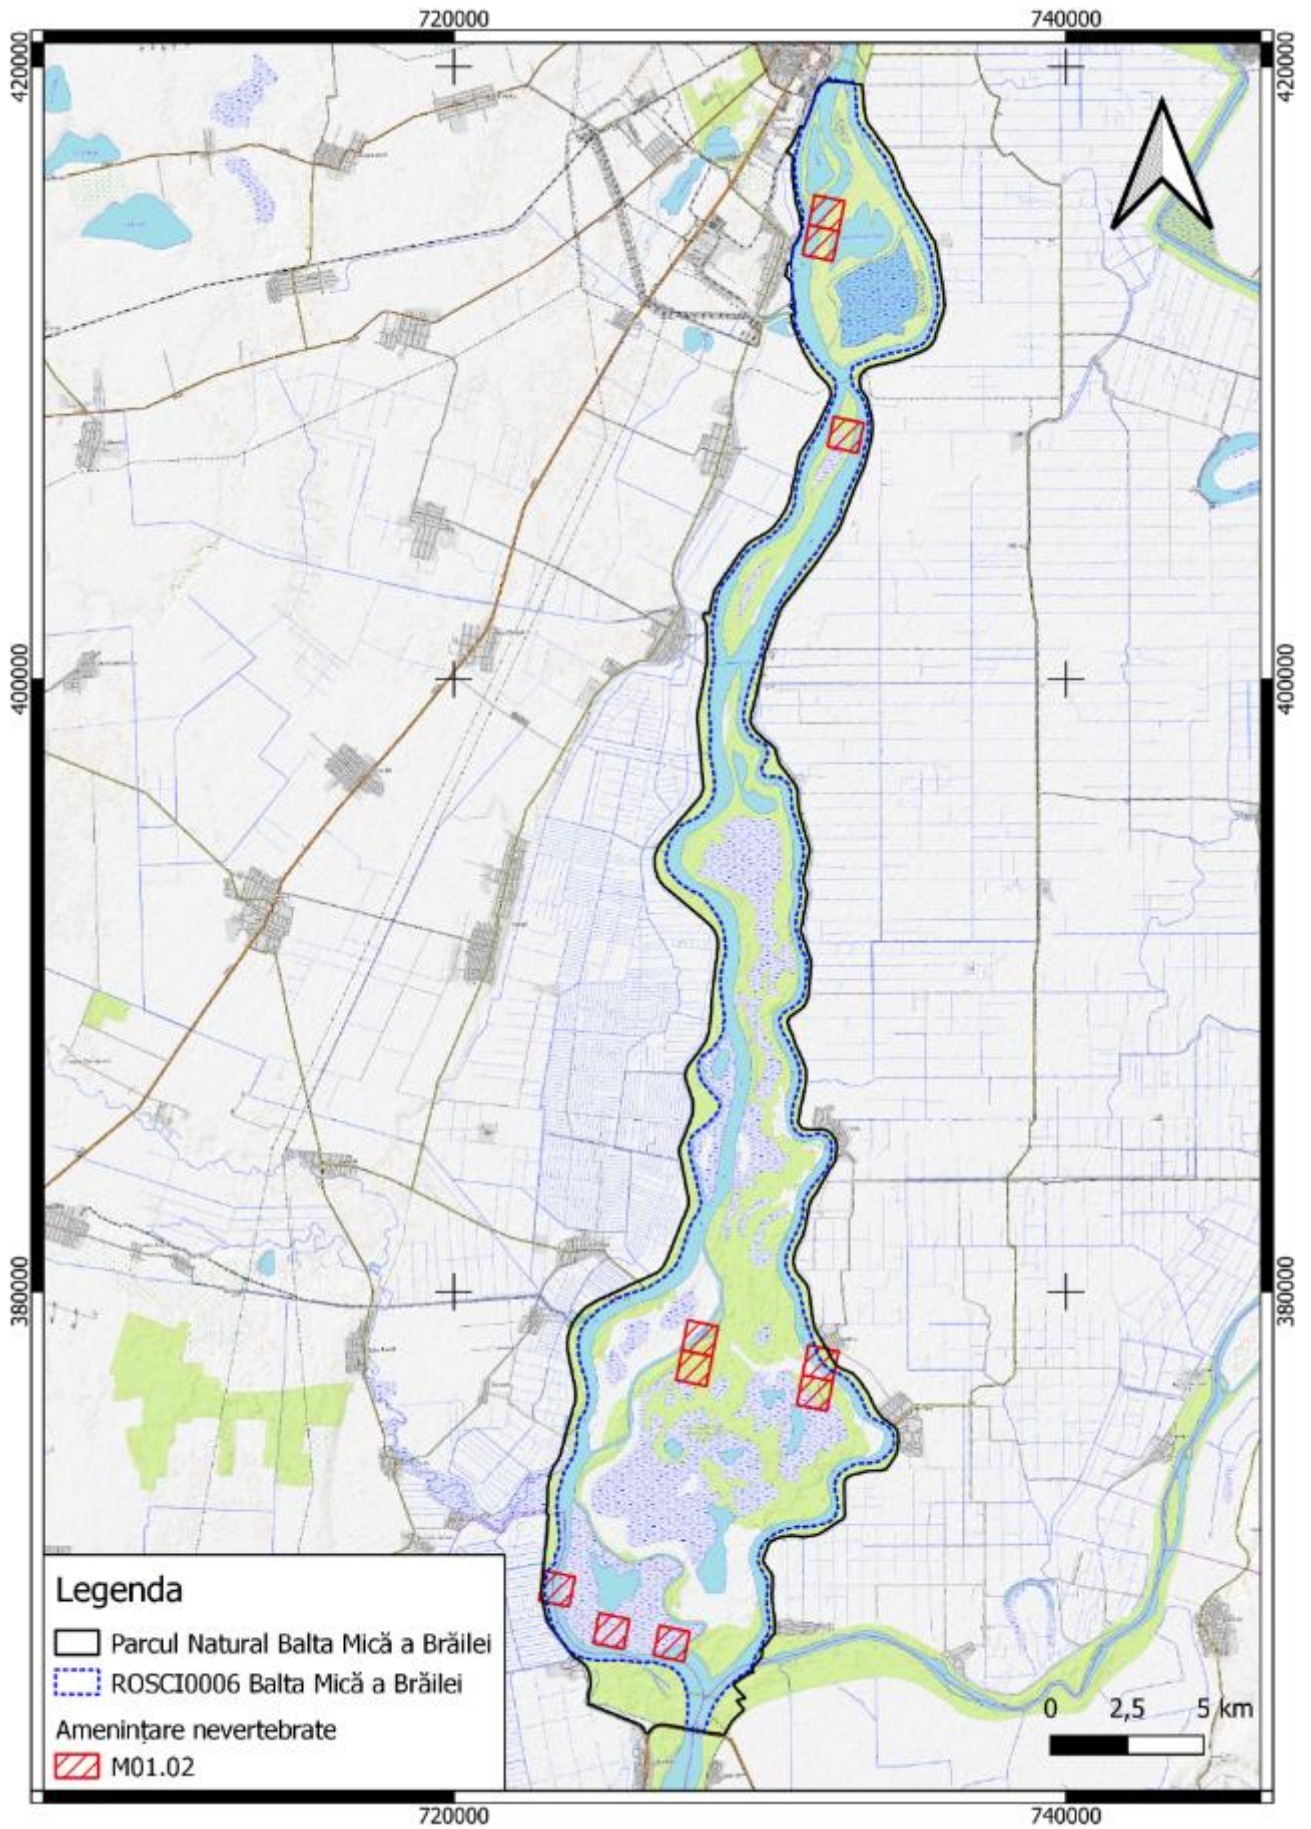 720000 740000
420000 420000
400000 400000
380000 380000
Legenda
Parcul Natural Balta Mică a Brăilei
ROSCI0006 Balta Mică a Brăilei
Amenințare nevertebrate
M01.02
0 2,5 5 km
720000 740000